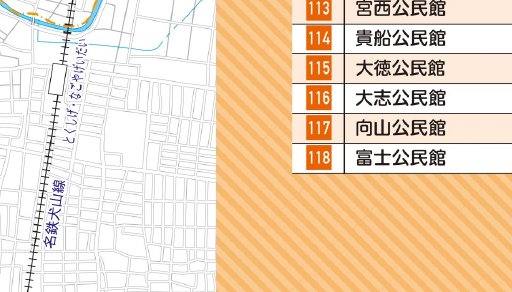 とくしげ・なごやげいだい
名鉄犬山線
113 宮西公民館
114 貴船公民館
115 大徳公民館
116 大志公民館
117 向山公民館
118 富士公民館